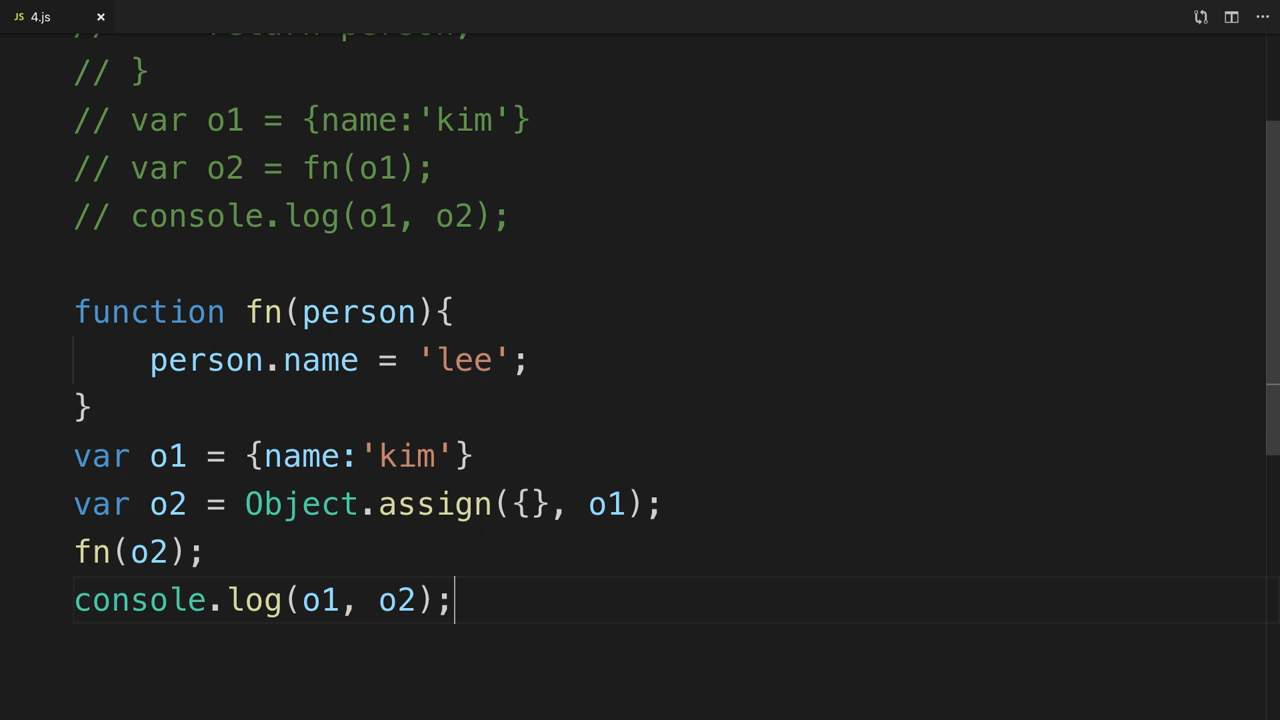 JS 4.js ×
// }
// var o1 = {name:'kim'}
// var o2 = fn(o1);
// console.log(o1, o2);
function fn(person){
    person.name = 'lee';
}
var o1 = {name:'kim'}
var o2 = Object.assign({}, o1);
fn(o2);
console.log(o1, o2);